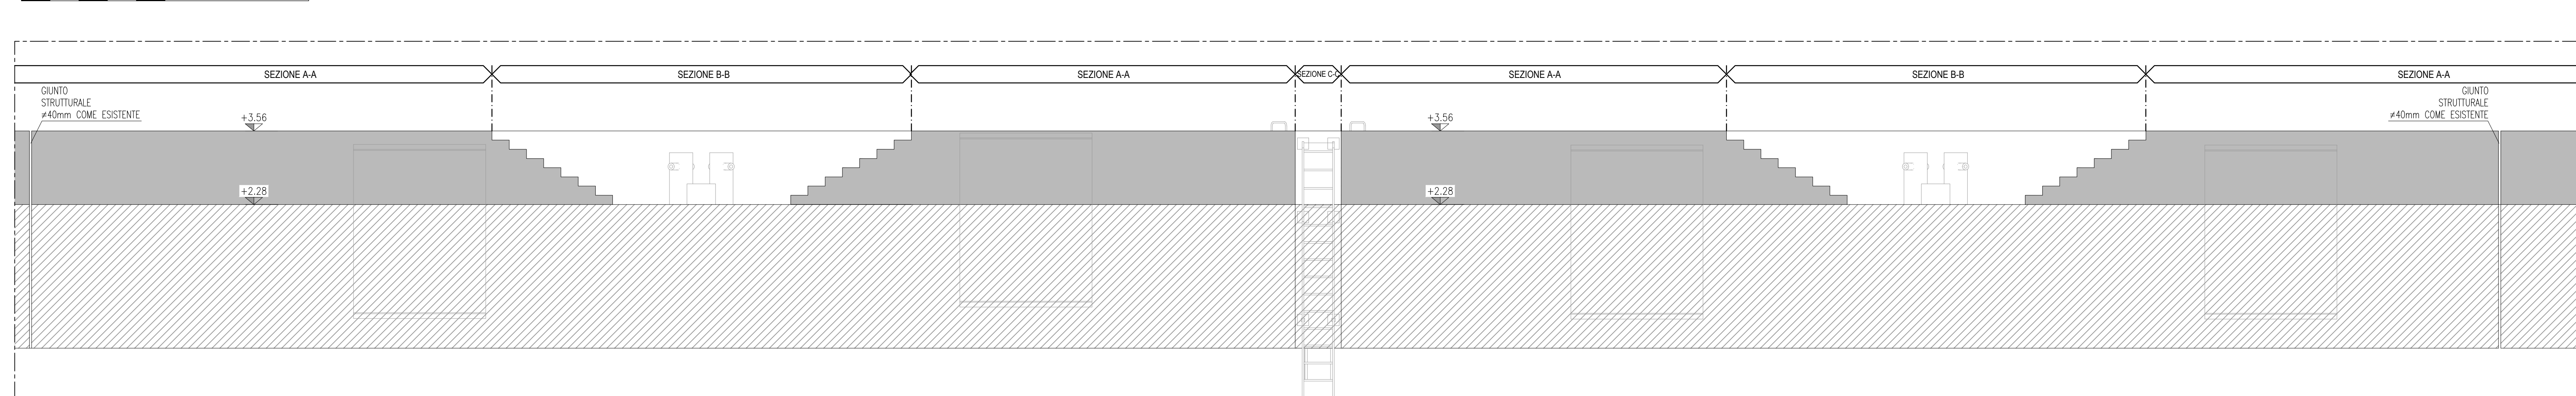 SEZIONE A-A
SEZIONE B-B
SEZIONE A-A
SEZIONE C-C
SEZIONE A-A
SEZIONE B-B
SEZIONE A-A
GIUNTO
STRUTTURALE
≠40mm COME ESISTENTE
+3.56
+2.28
+3.56
+2.28
GIUNTO
STRUTTURALE
≠40mm COME ESISTENTE